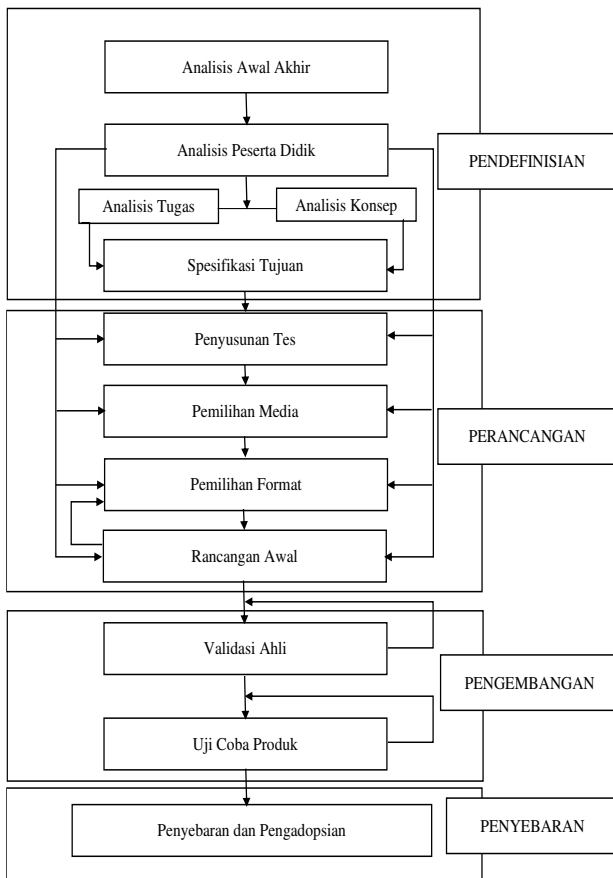 Analisis Awal Akhir
Analisis Peserta Didik
PENDEFINISIAN
Analisis Tugas
Analisis Konsep
Spesifikasi Tujuan
Penyusunan Tes
Pemilihan Media
PERANCANGAN
Pemilihan Format
Rancangan Awal
Validasi Ahli
PENGEMBANGAN
Uji Coba Produk
Penyebaran dan Pengadopsian
PENYEBARAN